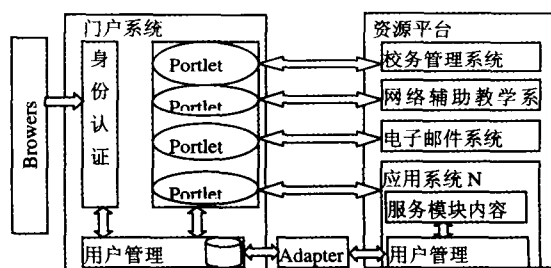 门户系统
资源平台
Browers
身份认证
Portlet
校务管理系统
Portlet
网络辅助教学系
Portlet
电子邮件系统
Portlet
应用系统N
服务模块内容
用户管理
Adapter
用户管理